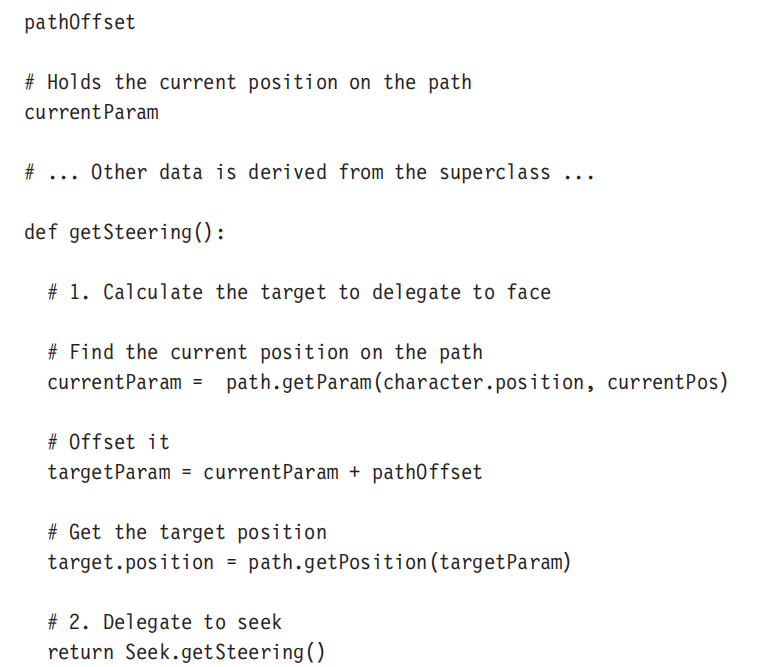 pathOffset
# Holds the current position on the path
currentParam
# ... Other data is derived from the superclass ...
def getSteering():
# 1. Calculate the target to delegate to face
# Find the current position on the path
currentParam =  path.getParam(character.position, currentPos)
# Offset it
targetParam = currentParam + pathOffset
# Get the target position
target.position = path.getPosition(targetParam)
# 2. Delegate to seek
return Seek.getSteering()